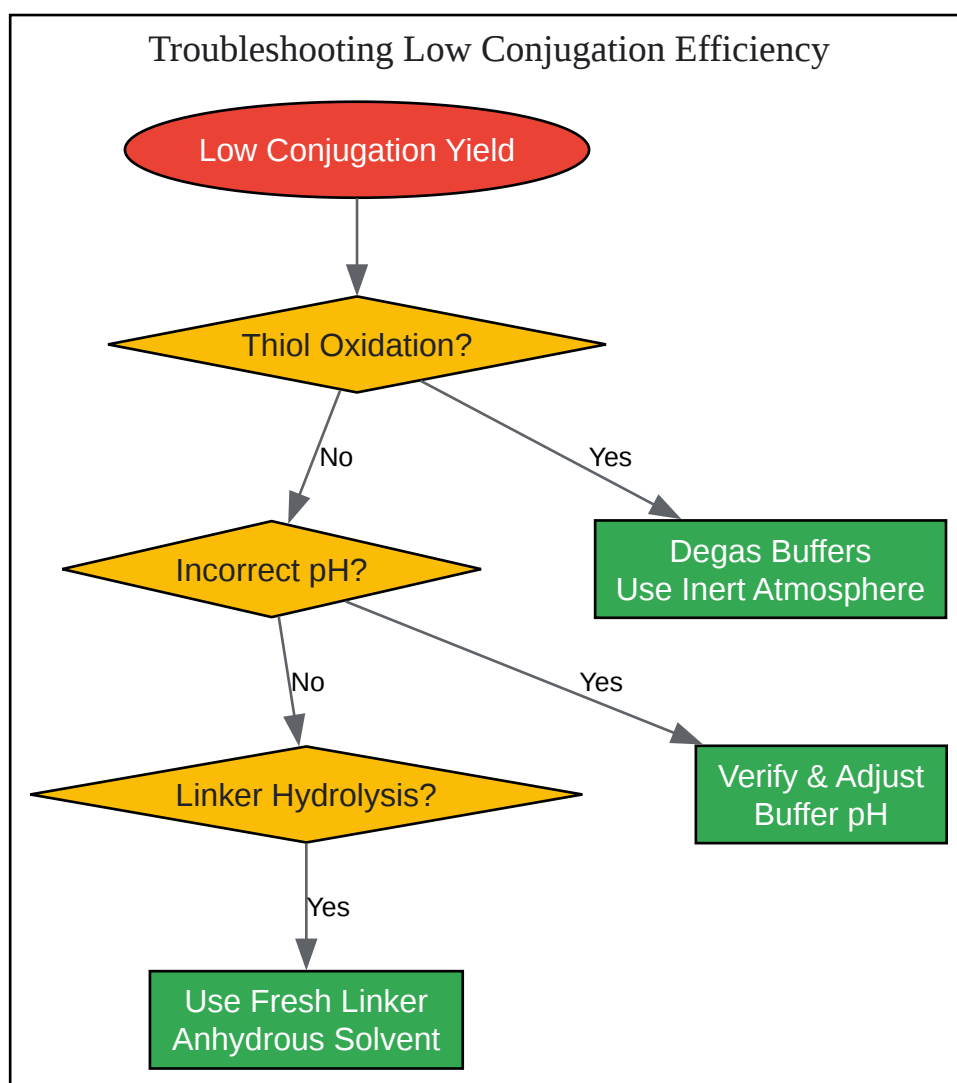 Troubleshooting Low Conjugation Efficiency
Low Conjugation Yield
Thiol Oxidation?
No
Yes
Degas Buffers
Use Inert Atmosphere
Incorrect pH?
No
Yes
Verify & Adjust
Buffer pH
Linker Hydrolysis?
Yes
Use Fresh Linker
Anhydrous Solvent